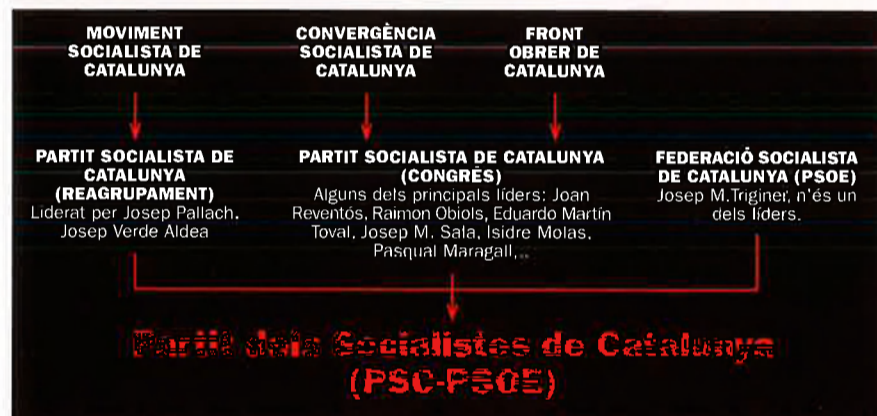 MOVIMENT
SOCIALISTA DE
CATALUNYA
CONVERGÈNCIA
SOCIALISTA DE
CATALUNYA
FRONT
OBRER DE
CATALUNYA
PARTIT SOCIALISTA DE
CATALUNYA
(REAGRUPAMENT)
Liderat per Josep Pallach.
Josep Verde Aldea
PARTIT SOCIALISTA DE CATALUNYA
(CONGRÈS)
Alguns dels principals líders: Joan
Reventós, Raimon Obiols, Eduardo Martín
Toval, Josep M. Sala, Isidre Molas,
Pasqual Maragall,..
FEDERACIÓ SOCIALISTA
DE CATALUNYA (PSOE)
Josep M.Triginer, n'és un
dels líders.
Partit dels Socialistes de Catalunya
(PSC-PSOE)